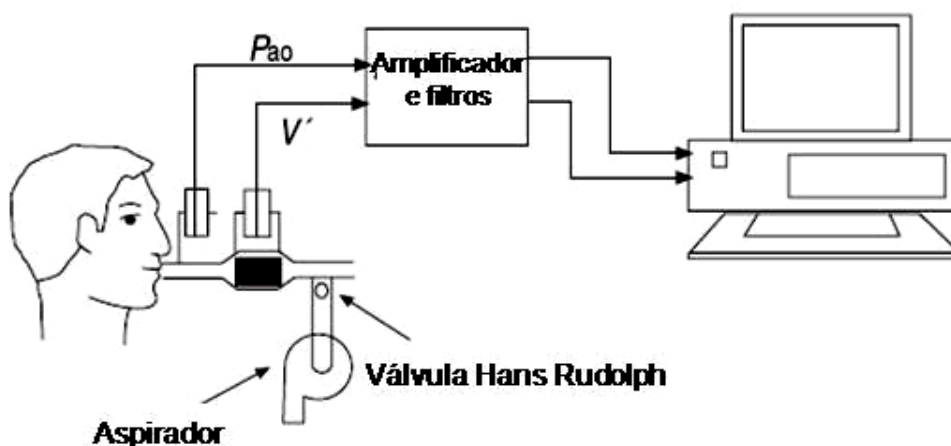 Pao
Amplificador
e filtros
V´
Válvula Hans Rudolph
Aspirador